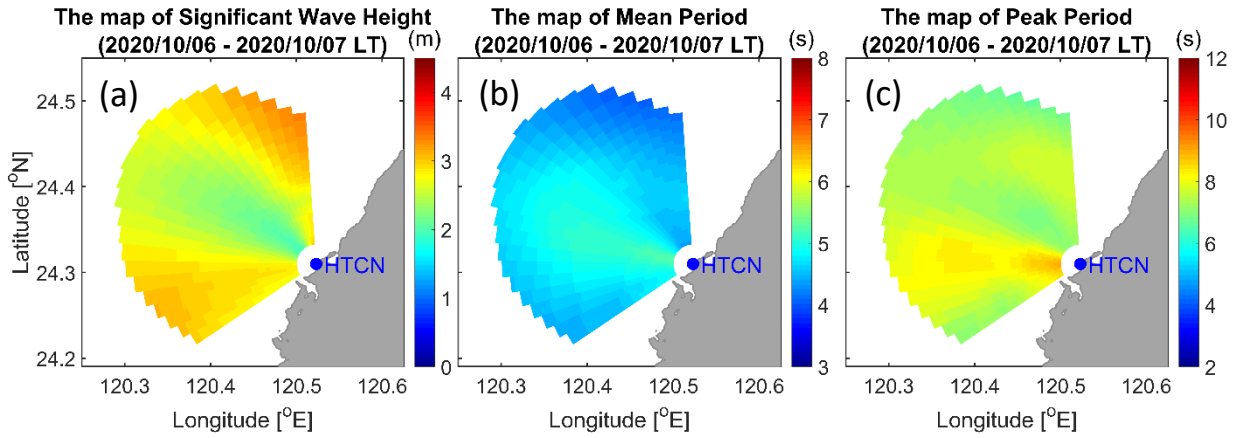 The map of Significant Wave Height
(2020/10/06 - 2020/10/07 LT)
(m)
(a)
24.5
24.4
24.3
24.2
Latitude [°N]
HTCN
120.3 120.4 120.5 120.6
Longitude [°E]
4
3
2
1
0
The map of Mean Period
(2020/10/06 - 2020/10/07 LT)
(s)
(b)
HTCN
120.3 120.4 120.5 120.6
Longitude [°E]
8
7
6
5
4
3
The map of Peak Period
(2020/10/06 - 2020/10/07 LT)
(s)
(c)
HTCN
120.3 120.4 120.5 120.6
Longitude [°E]
12
10
8
6
4
2